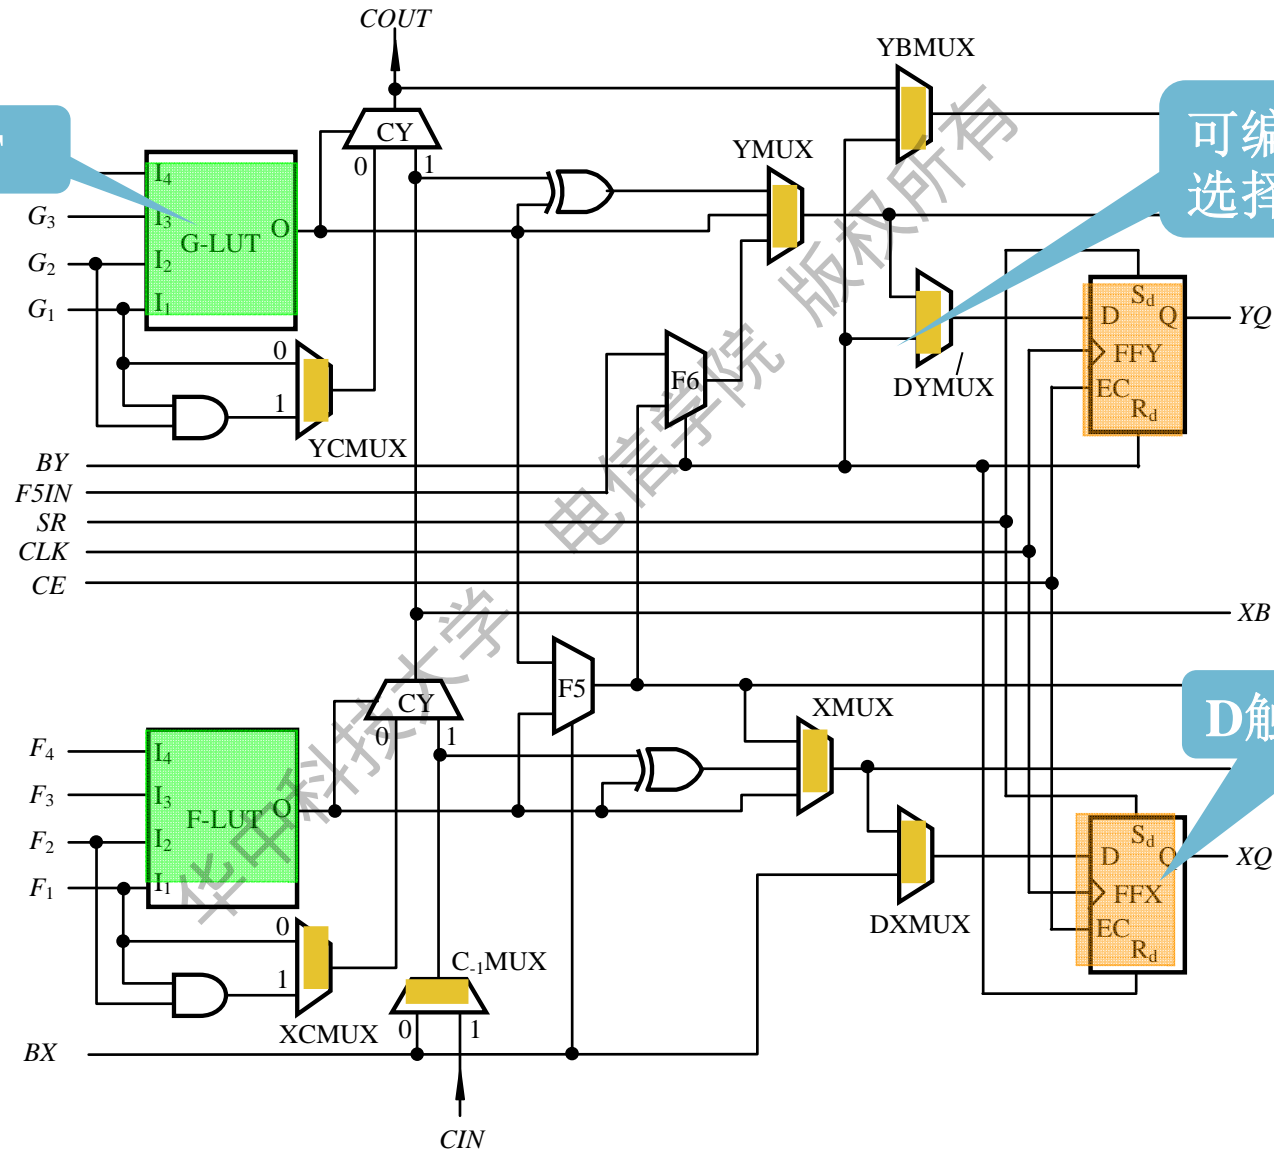 COUT
YBMUX
可编
选择
CY
0
1
YMUX
I4
G3
I3
G-LUT
O
G2
I2
G1
I1
0
1
YCMUX
F6
DYMUX
Sd
D
Q
YQ
FFY
EC
Rd
BY
F5IN
SR
CLK
CE
XB
F5
CY
0
1
XMUX
D触
F4
I4
F3
I3
F-LUT
O
F2
I2
F1
I1
0
1
XCMUX
C-1MUX
0
1
DXMUX
Sd
D
Q
XQ
FFX
EC
Rd
BX
CIN
华中科技大学 电信学院 版权所有